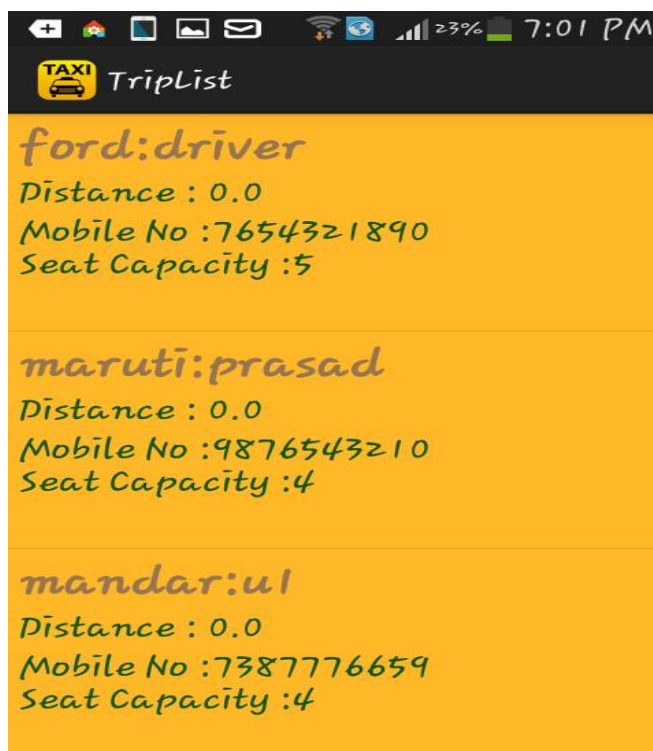 23% 7:01 PM
TAXI TripList
ford:driver
Distance : 0.0
Mobile No :7654321890
Seat Capacity :5
maruti:prasad
Distance : 0.0
Mobile No :9876543210
Seat Capacity :4
mandar:ul
Distance : 0.0
Mobile No :7387776659
Seat Capacity :4